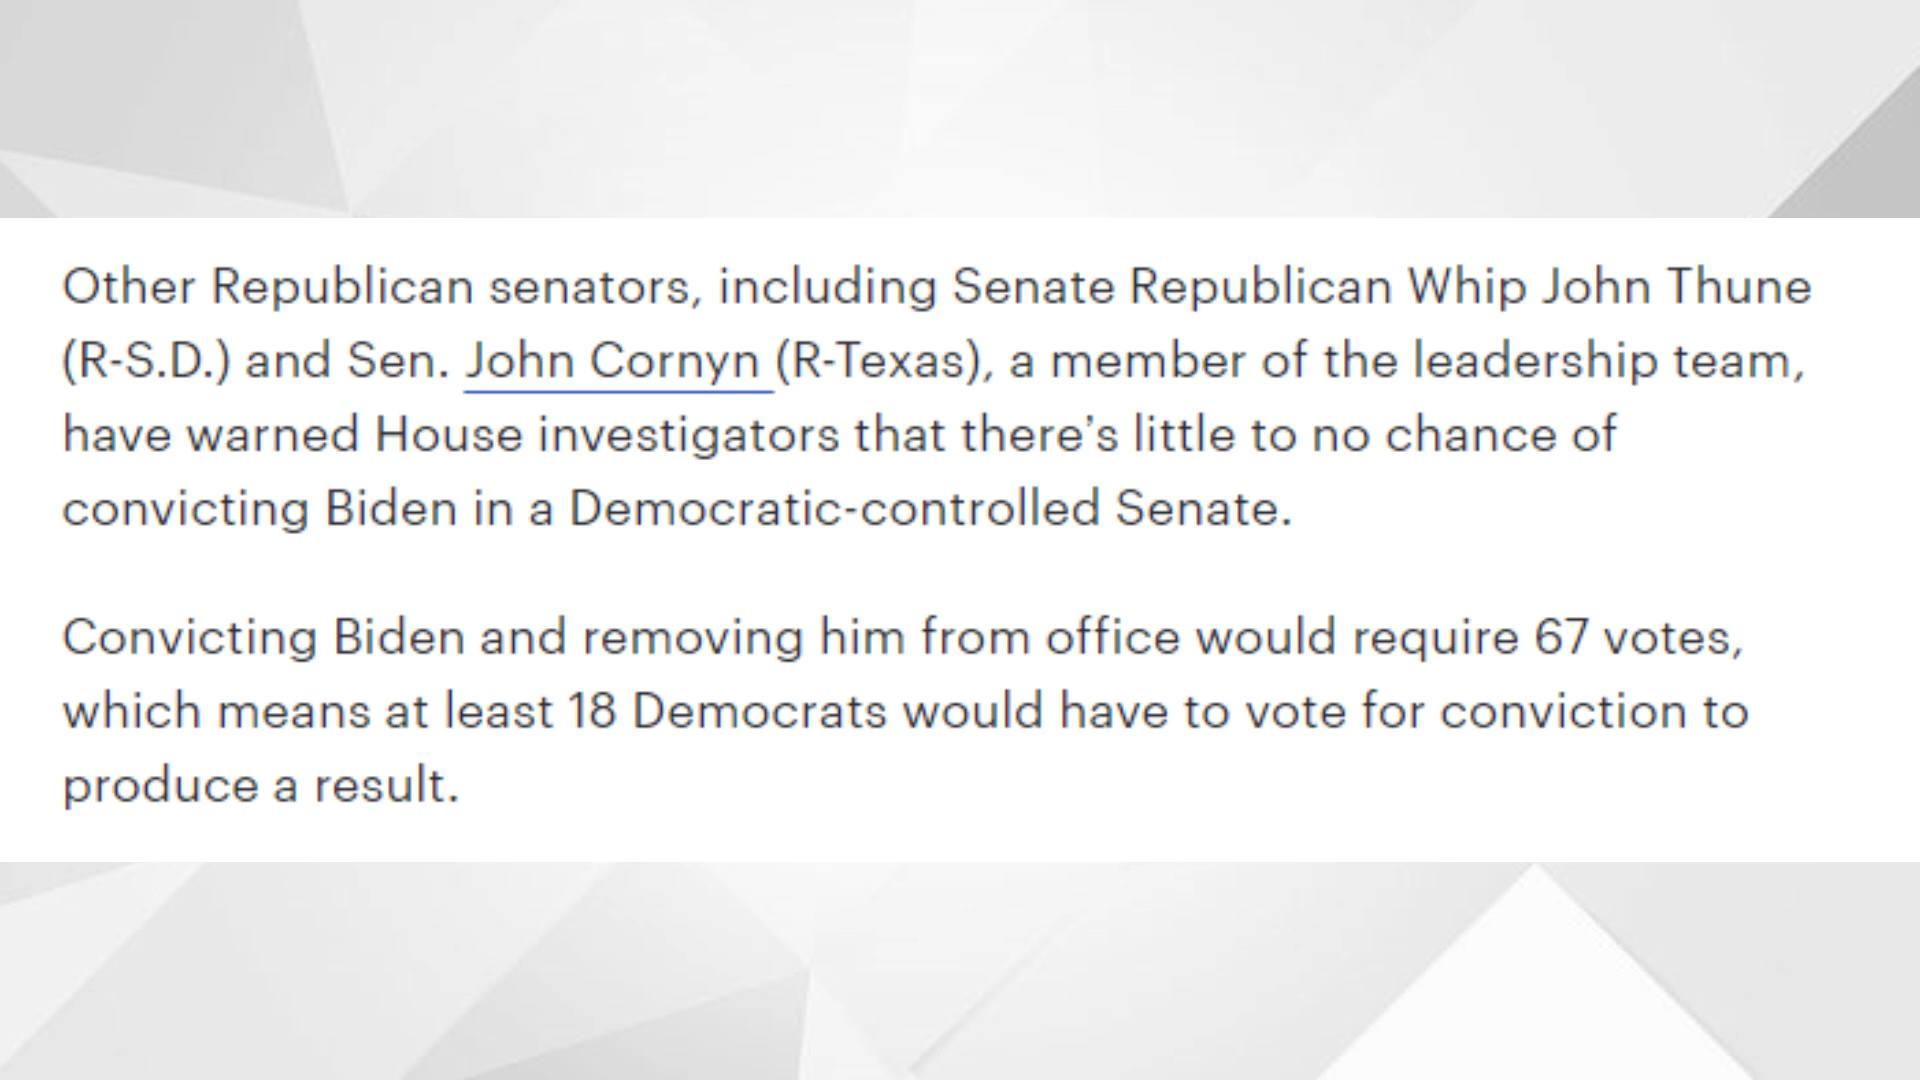 Other Republican senators, including Senate Republican Whip John Thune
(R-S.D.) and Sen. John Cornyn (R-Texas), a member of the leadership team,
have warned House investigators that there’s little to no chance of
convicting Biden in a Democratic-controlled Senate.
Convicting Biden and removing him from office would require 67 votes,
which means at least 18 Democrats would have to vote for conviction to
produce a result.